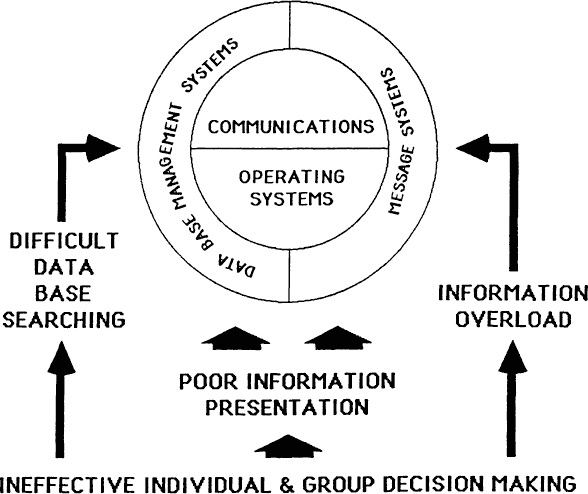 DATA BASE MANAGEMENT SYSTEMS
MESSAGE SYSTEMS
COMMUNICATIONS
OPERATING
SYSTEMS
DIFFICULT
DATA
BASE
SEARCHING
INFORMATION
OVERLOAD
POOR INFORMATION
PRESENTATION
INEFFECTIVE INDIVIDUAL & GROUP DECISION MAKING